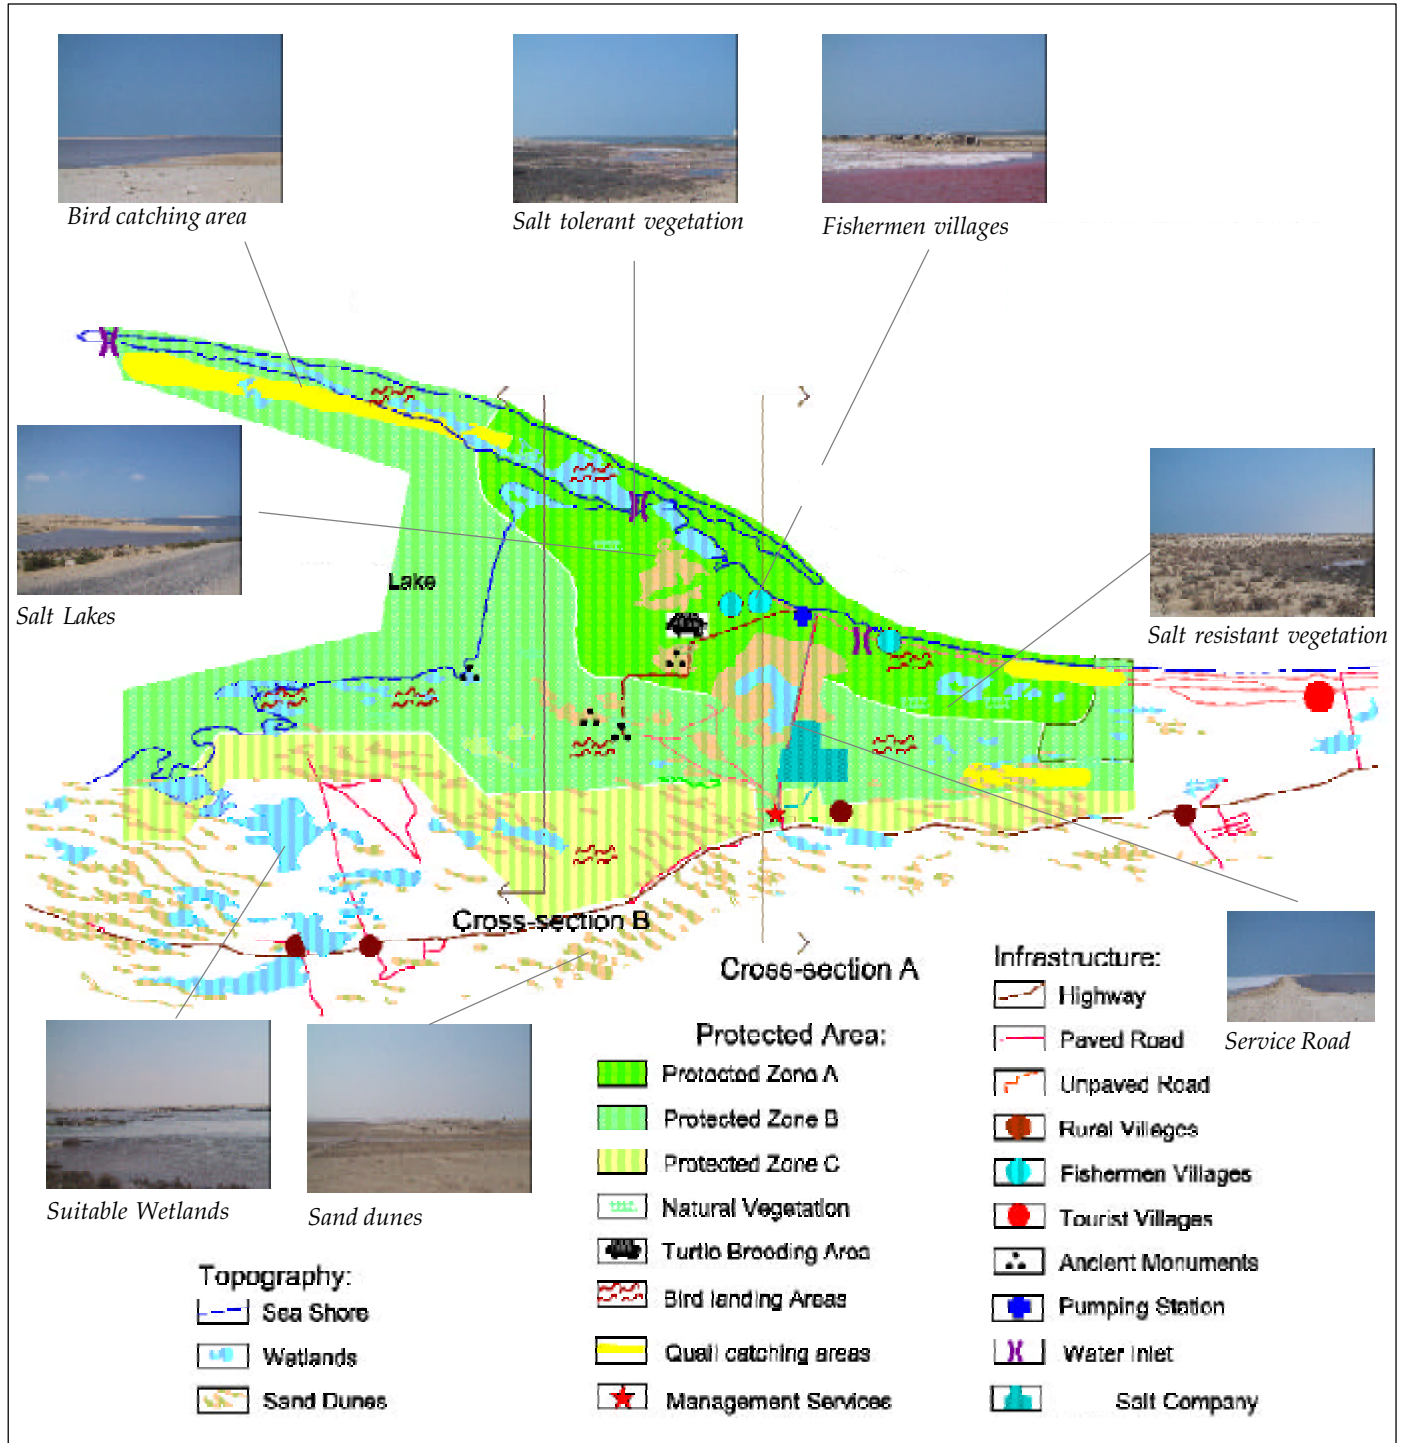 Bird catching area
Salt tolerant vegetation
Fishermen villages
Lake
Salt Lakes
Salt resistant vegetation
Cross-section B
Cross-section A
Suitable Wetlands
Sand dunes
Service Road
Topography:
Sea Shore
Wetlands
Sand Dunes
Protected Area:
Protected Zone A
Protected Zone B
Protected Zone C
Natural Vegetation
Turtle Breeding Area
Bird landing Areas
Quail catching areas
Management Services
Infrastructure:
Highway
Paved Road
Unpaved Road
Rural Villages
Fishermen Villages
Tourist Villages
Ancient Monuments
Pumping Station
Water Inlet
Salt Company